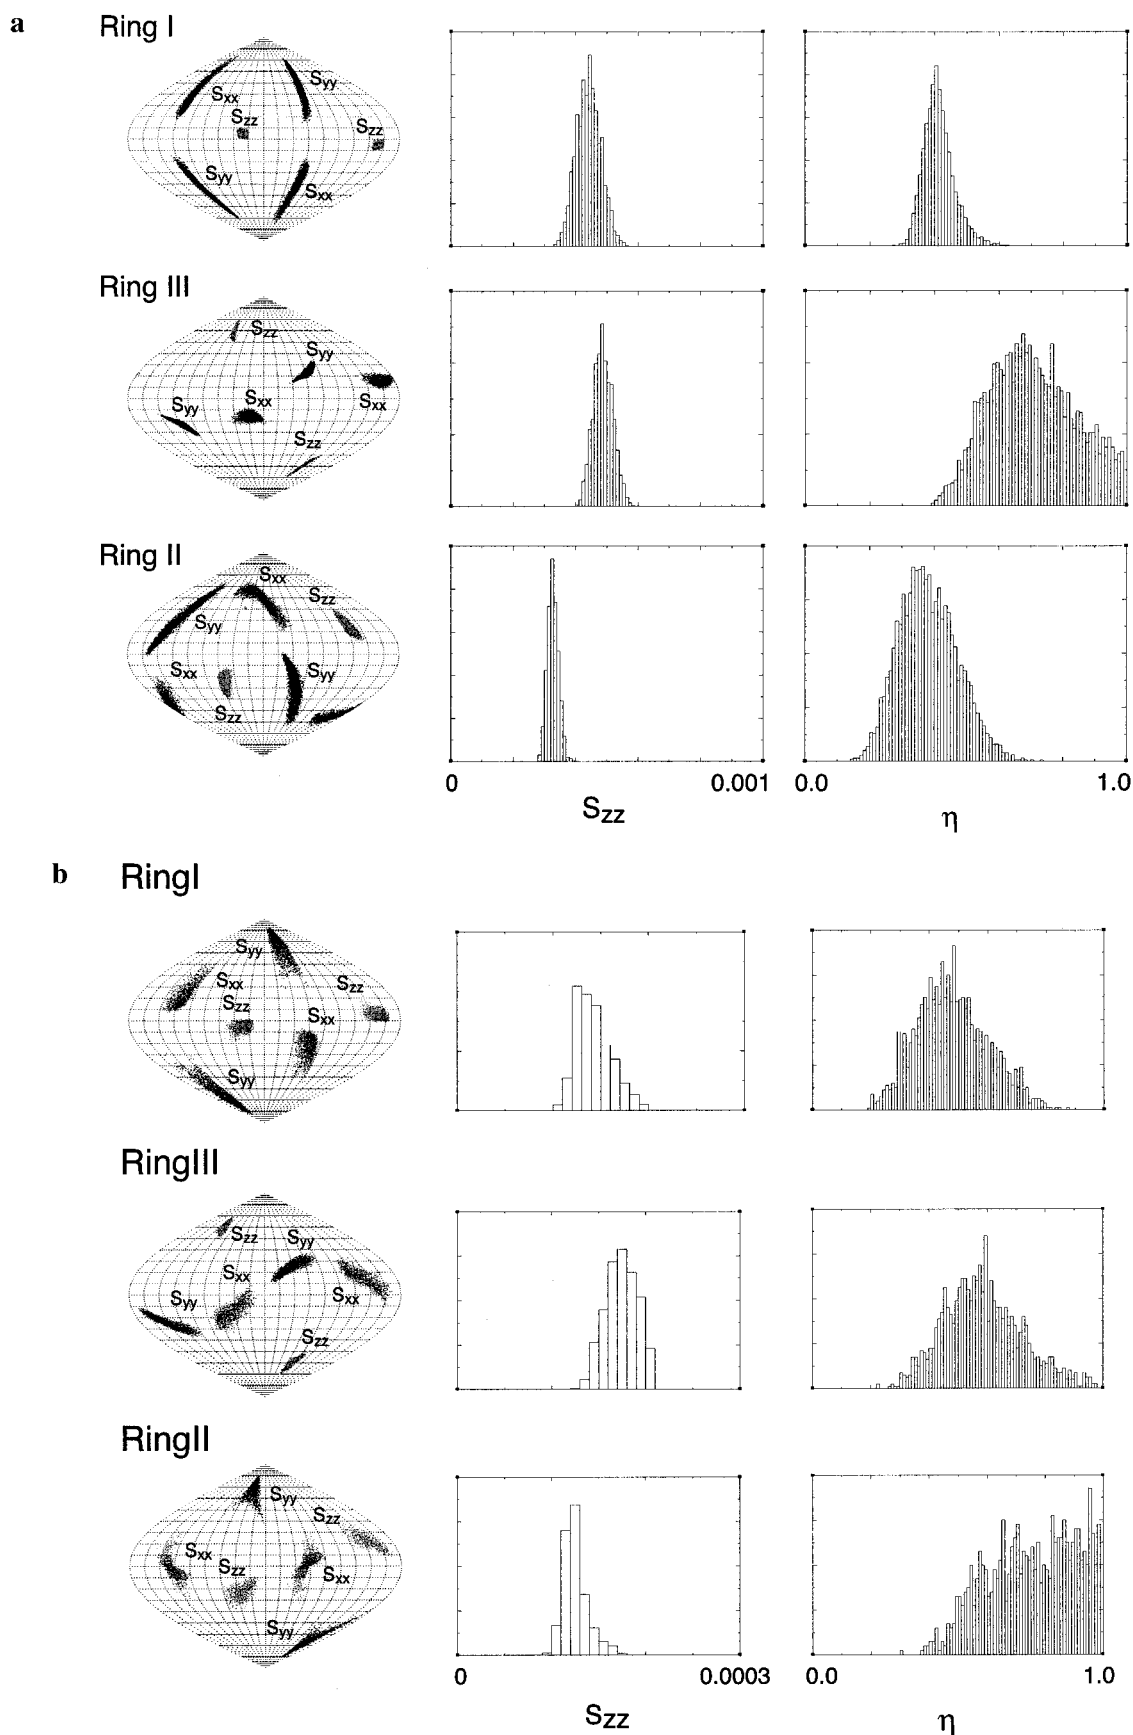 a
Ring I
Sxx
Syy
Szz
Szz
Syy
Sxx
Ring III
Szz
Syy
Sxx
Sxx
Syy
Szz
Ring II
Sxx
Szz
Syy
Sxx
Syy
Szz
0
0.001
0.0
1.0
Szz
η
b
RingI
Syy
Sxx
Szz
Szz
Sxx
Syy
RingIII
Szz
Syy
Sxx
Sxx
Syy
Szz
RingII
Syy
Szz
Sxx
Szz
Sxx
Syy
0
0.0003
0.0
1.0
Szz
η